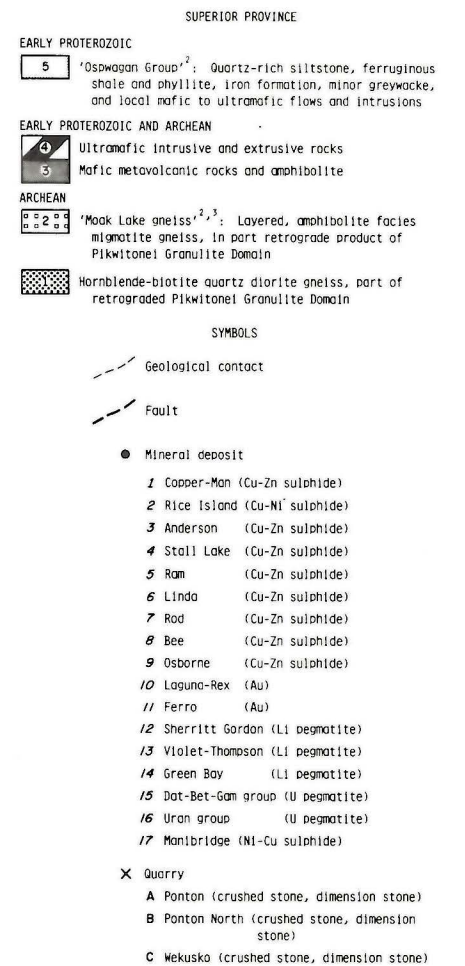 SUPERIOR PROVINCE
EARLY PROTEROZOIC
5 'Ospwagan Group'2: Quartz-rich siltstone, ferruginous
shale and phyllite, iron formation, minor greywacke,
and local mafic to ultramafic flows and intrusions
EARLY PROTEROZOIC AND ARCHEAN
4 Ultramafic intrusive and extrusive rocks
3 Mafic metavolcanic rocks and amphibolite
ARCHEAN
2 'Moak Lake gneiss'2,3: Layered, amphibolite facies
migmatite gneiss, in part retrograde product of
Pikwitonei Granulite Domain
1 Hornblende-biotite quartz diorite gneiss, part of
retrograded Pikwitonei Granulite Domain
SYMBOLS
Geological contact
Fault
Mineral deposit
1 Copper-Man (Cu-Zn sulphide)
2 Rice Island (Cu-Ni sulphide)
3 Anderson (Cu-Zn sulphide)
4 Stall Lake (Cu-Zn sulphide)
5 Ram (Cu-Zn sulphide)
6 Linda (Cu-Zn sulphide)
7 Rod (Cu-Zn sulphide)
8 Bee (Cu-Zn sulphide)
9 Osborne (Cu-Zn sulphide)
10 Laguna-Rex (Au)
11 Ferro (Au)
12 Sherritt Gordon (Li pegmatite)
13 Violet-Thompson (Li pegmatite)
14 Green Bay (Li pegmatite)
15 Dat-Bet-Gam group (U pegmatite)
16 Uran group (U pegmatite)
17 Manibridge (Ni-Cu sulphide)
X Quarry
A Ponton (crushed stone, dimension stone)
B Ponton North (crushed stone, dimension
stone)
C Wekusko (crushed stone, dimension stone)